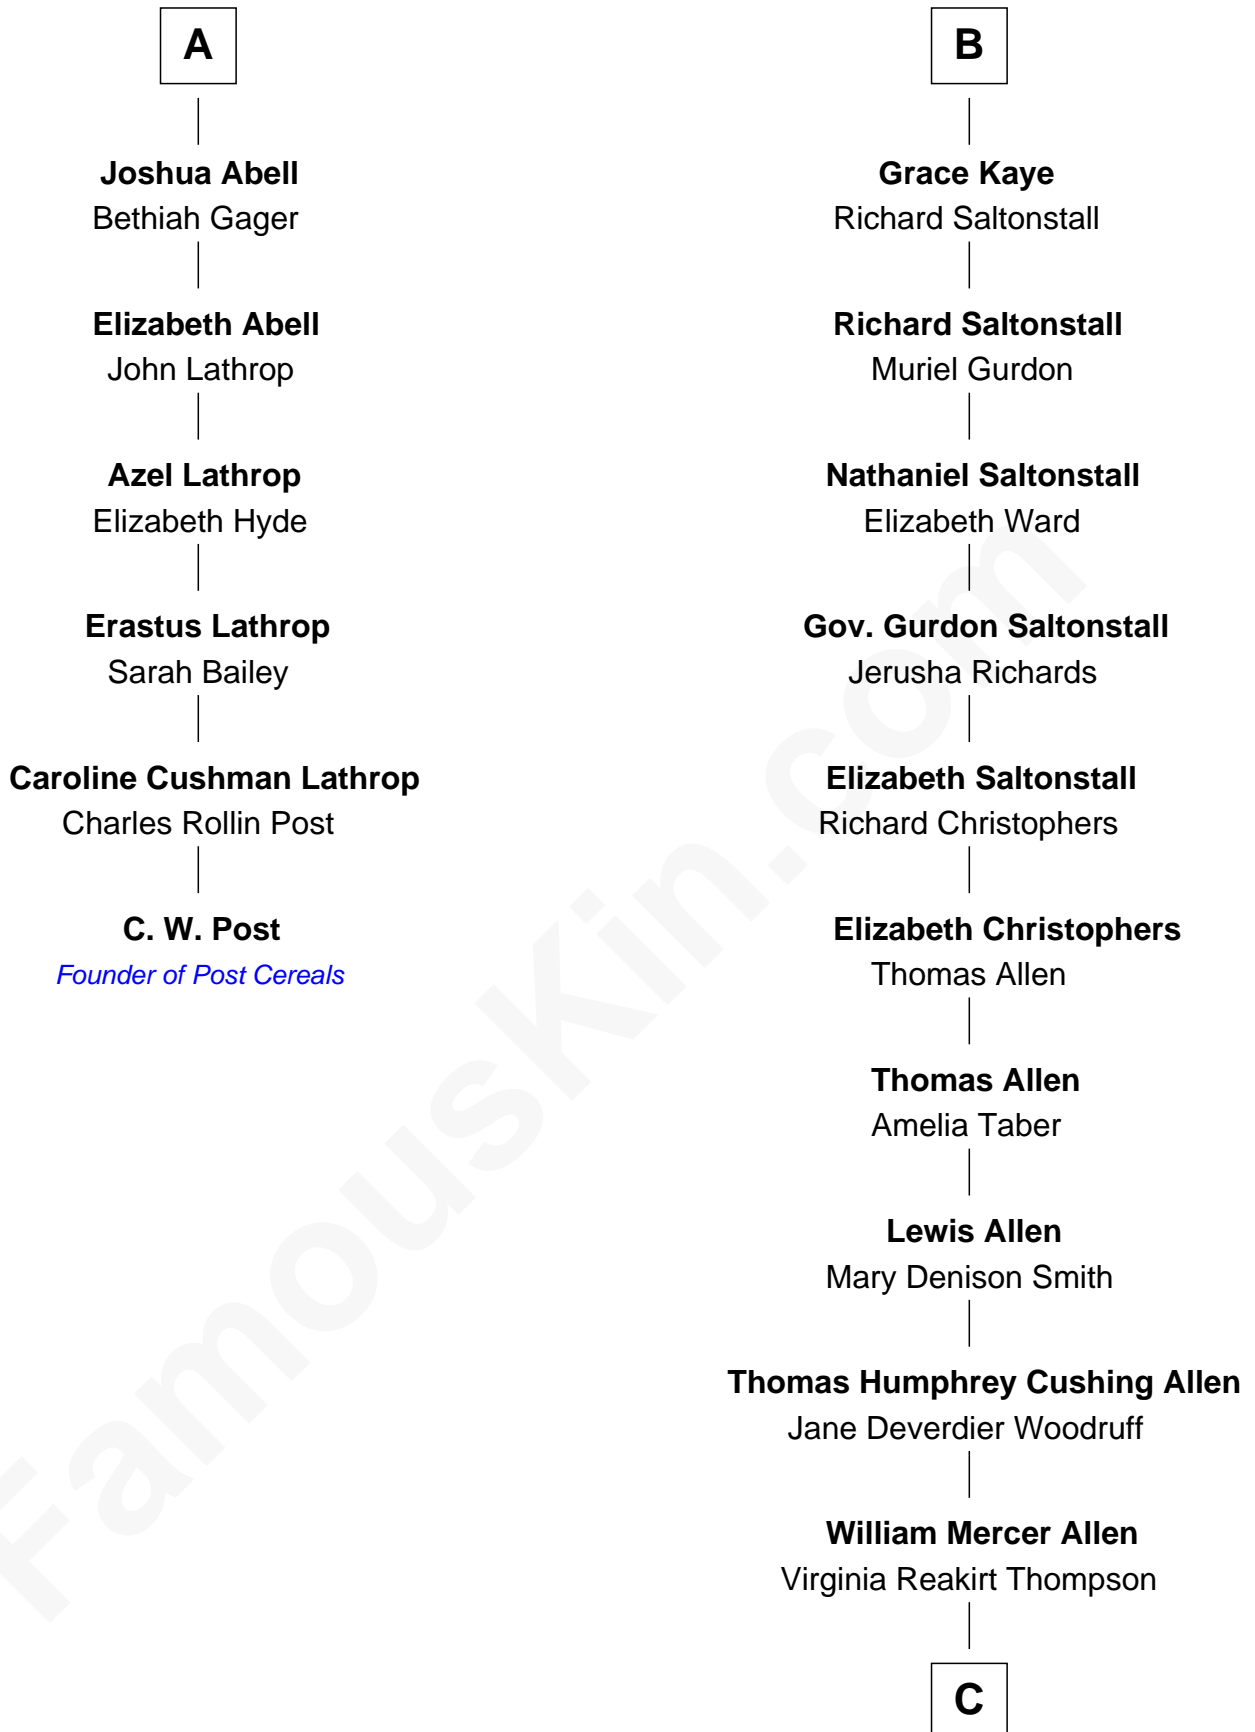 A
Joshua Abell
Bethiah Gager
Elizabeth Abell
John Lathrop
Azel Lathrop
Elizabeth Hyde
Erastus Lathrop
Sarah Bailey
Caroline Cushman Lathrop
Charles Rollin Post
C. W. Post
Founder of Post Cereals
B
Grace Kaye
Richard Saltonstall
Richard Saltonstall
Muriel Gurdon
Nathaniel Saltonstall
Elizabeth Ward
Gov. Gurdon Saltonstall
Jerusha Richards
Elizabeth Saltonstall
Richard Christophers
Elizabeth Christophers
Thomas Allen
Thomas Allen
Amelia Taber
Lewis Allen
Mary Denison Smith
Thomas Humphrey Cushing Allen
Jane Deverdier Woodruff
William Mercer Allen
Virginia Reakirt Thompson
C
FamousKin.com